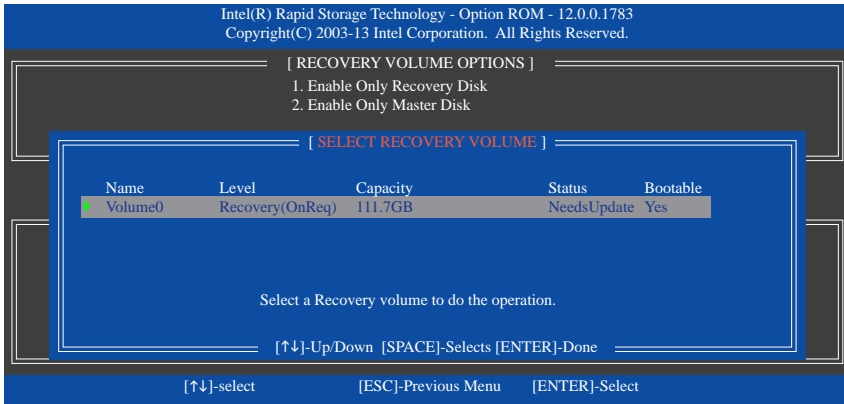 Intel(R) Rapid Storage Technology - Option ROM - 12.0.0.1783
Copyright(C) 2003-13 Intel Corporation.  All Rights Reserved.
[ RECOVERY VOLUME OPTIONS ]
1. Enable Only Recovery Disk
2. Enable Only Master Disk
[ SELECT RECOVERY VOLUME ]
Name Level Capacity Status Bootable
Volume0 Recovery(OnReq) 111.7GB NeedsUpdate Yes
Select a Recovery volume to do the operation.
[↑↓]-Up/Down [SPACE]-Selects [ENTER]-Done
[↑↓]-select [ESC]-Previous Menu [ENTER]-Select